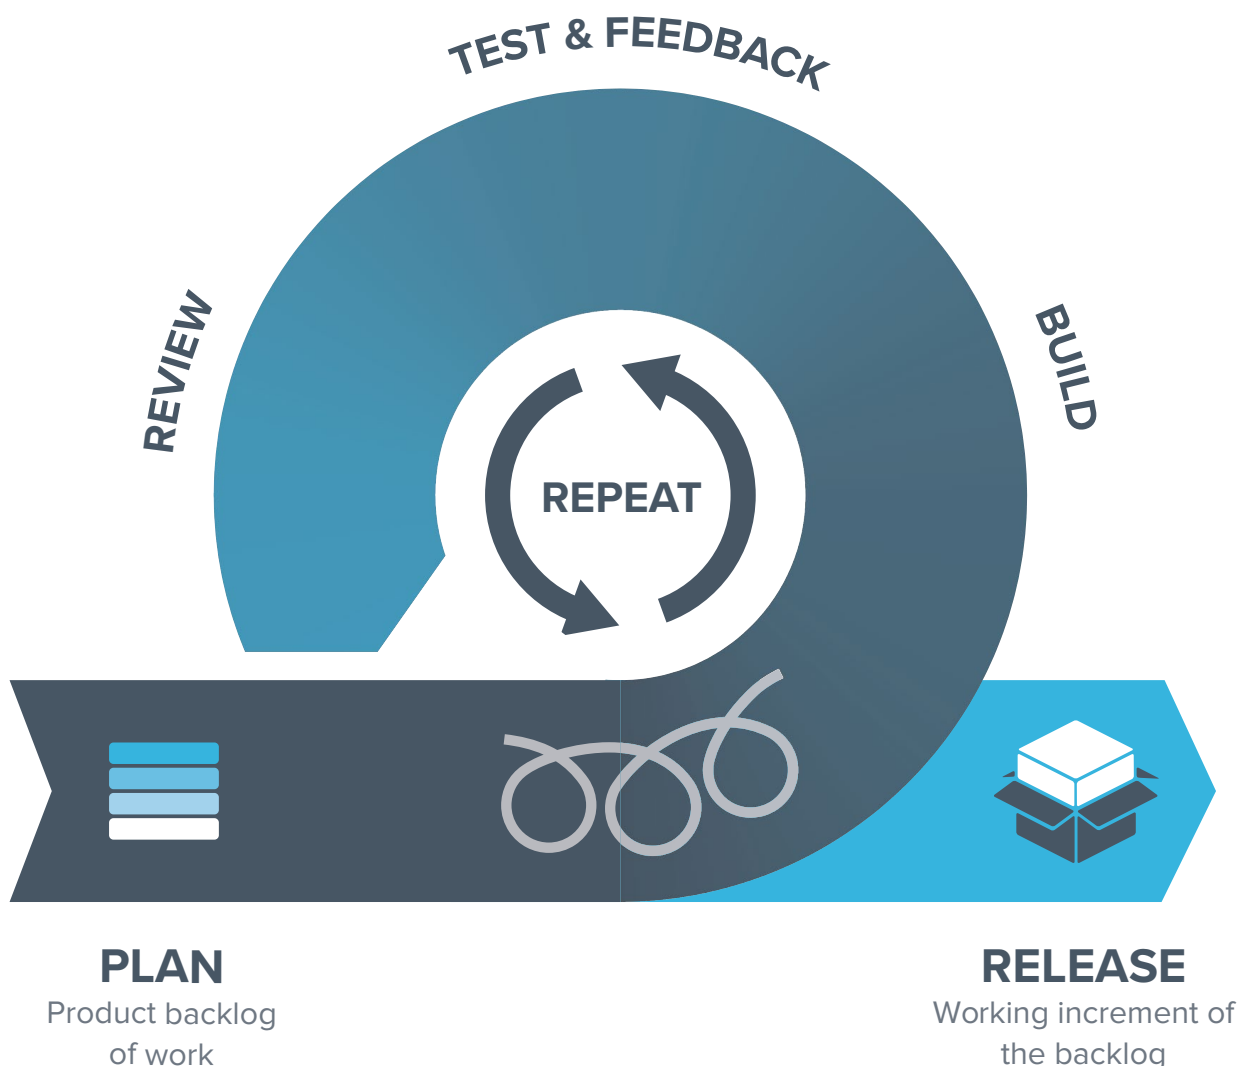 TEST & FEEDBACK
REVIEW
BUILD
REPEAT
PLAN
Product backlog
of work
RELEASE
Working increment of
the backlog